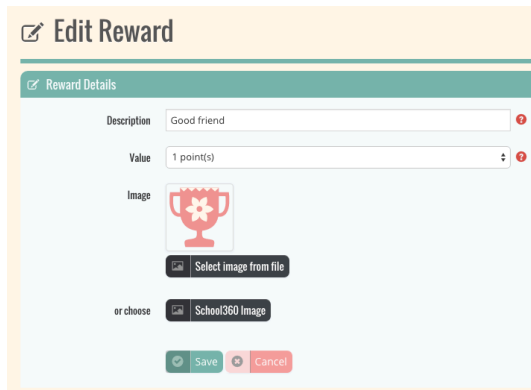 Edit Reward
Reward Details
Description Good friend ?
Value 1 point(s) ?
Image
Select image from file
or choose School360 Image
Save Cancel